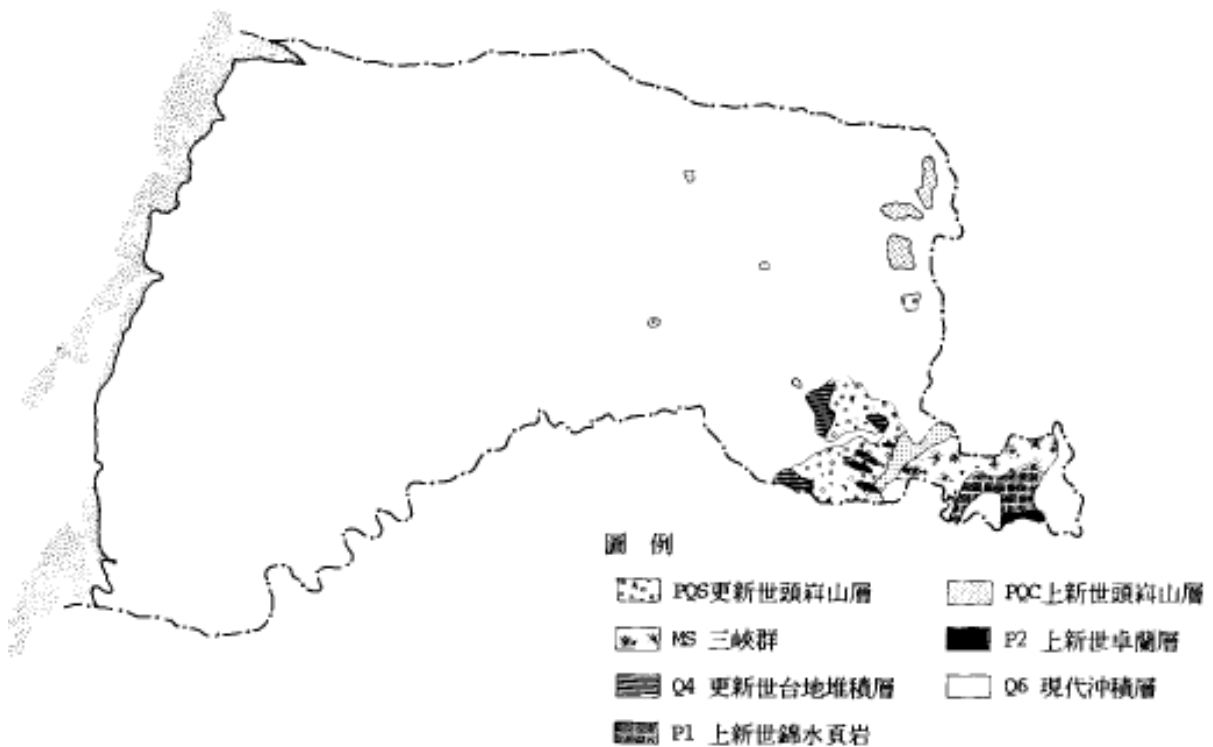 圖 例
PQS更新世頭嵙山層
PQC上新世頭嵙山層
MS 三峽群
P2 上新世卓蘭層
Q4 更新世台地堆積層
Q6 現代沖積層
P1 上新世錦水頁岩